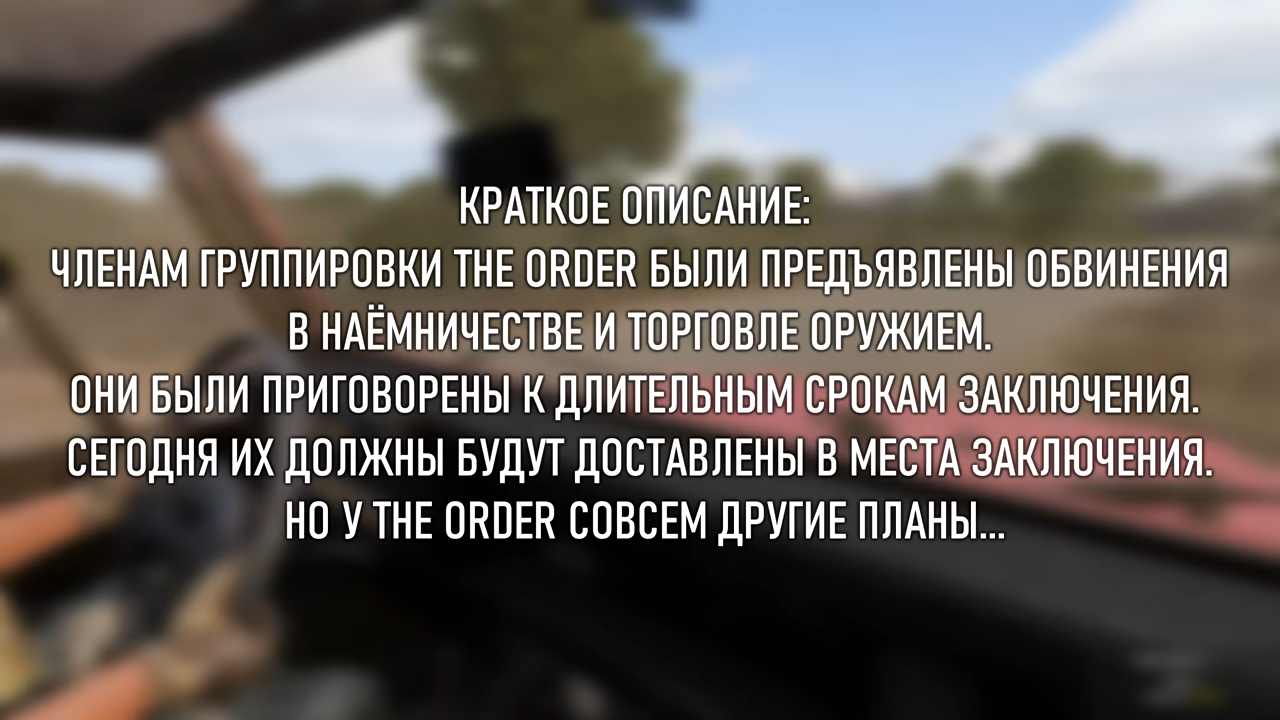 КРАТКОЕ ОПИСАНИЕ:
ЧЛЕНАМ ГРУППИРОВКИ THE ORDER БЫЛИ ПРЕДЪЯВЛЕНЫ ОБВИНЕНИЯ
В НАЁМНИЧЕСТВЕ И ТОРГОВЛЕ ОРУЖИЕМ.
ОНИ БЫЛИ ПРИГОВОРЕНЫ К ДЛИТЕЛЬНЫМ СРОКАМ ЗАКЛЮЧЕНИЯ.
СЕГОДНЯ ИХ ДОЛЖНЫ БУДУТ ДОСТАВЛЕНЫ В МЕСТА ЗАКЛЮЧЕНИЯ.
НО У THE ORDER СОВСЕМ ДРУГИЕ ПЛАНЫ...